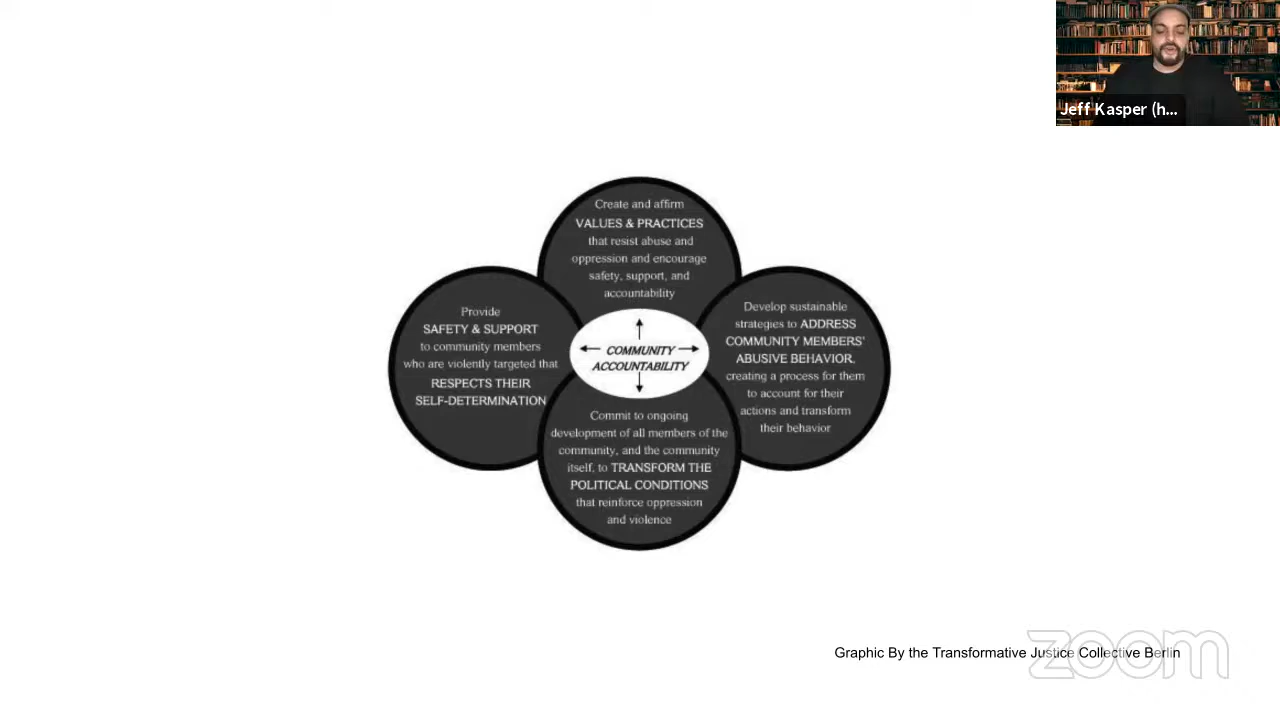 Jeff Kasper (h...
Create and affirm
VALUES & PRACTICES
that resist abuse and
oppression and encourage
safety, support, and
accountability
Provide
SAFETY & SUPPORT
to community members
who are violently targeted that
RESPECTS THEIR
SELF-DETERMINATION
COMMUNITY
ACCOUNTABILITY
Develop sustainable
strategies to ADDRESS
COMMUNITY MEMBERS'
ABUSIVE BEHAVIOR,
creating a process for them
to account for their
actions and transform
their behavior
Commit to ongoing
development of all members of the
community, and the community
itself, to TRANSFORM THE
POLITICAL CONDITIONS
that reinforce oppression
and violence
Graphic By the Transformative Justice Collective Berlin
zoom